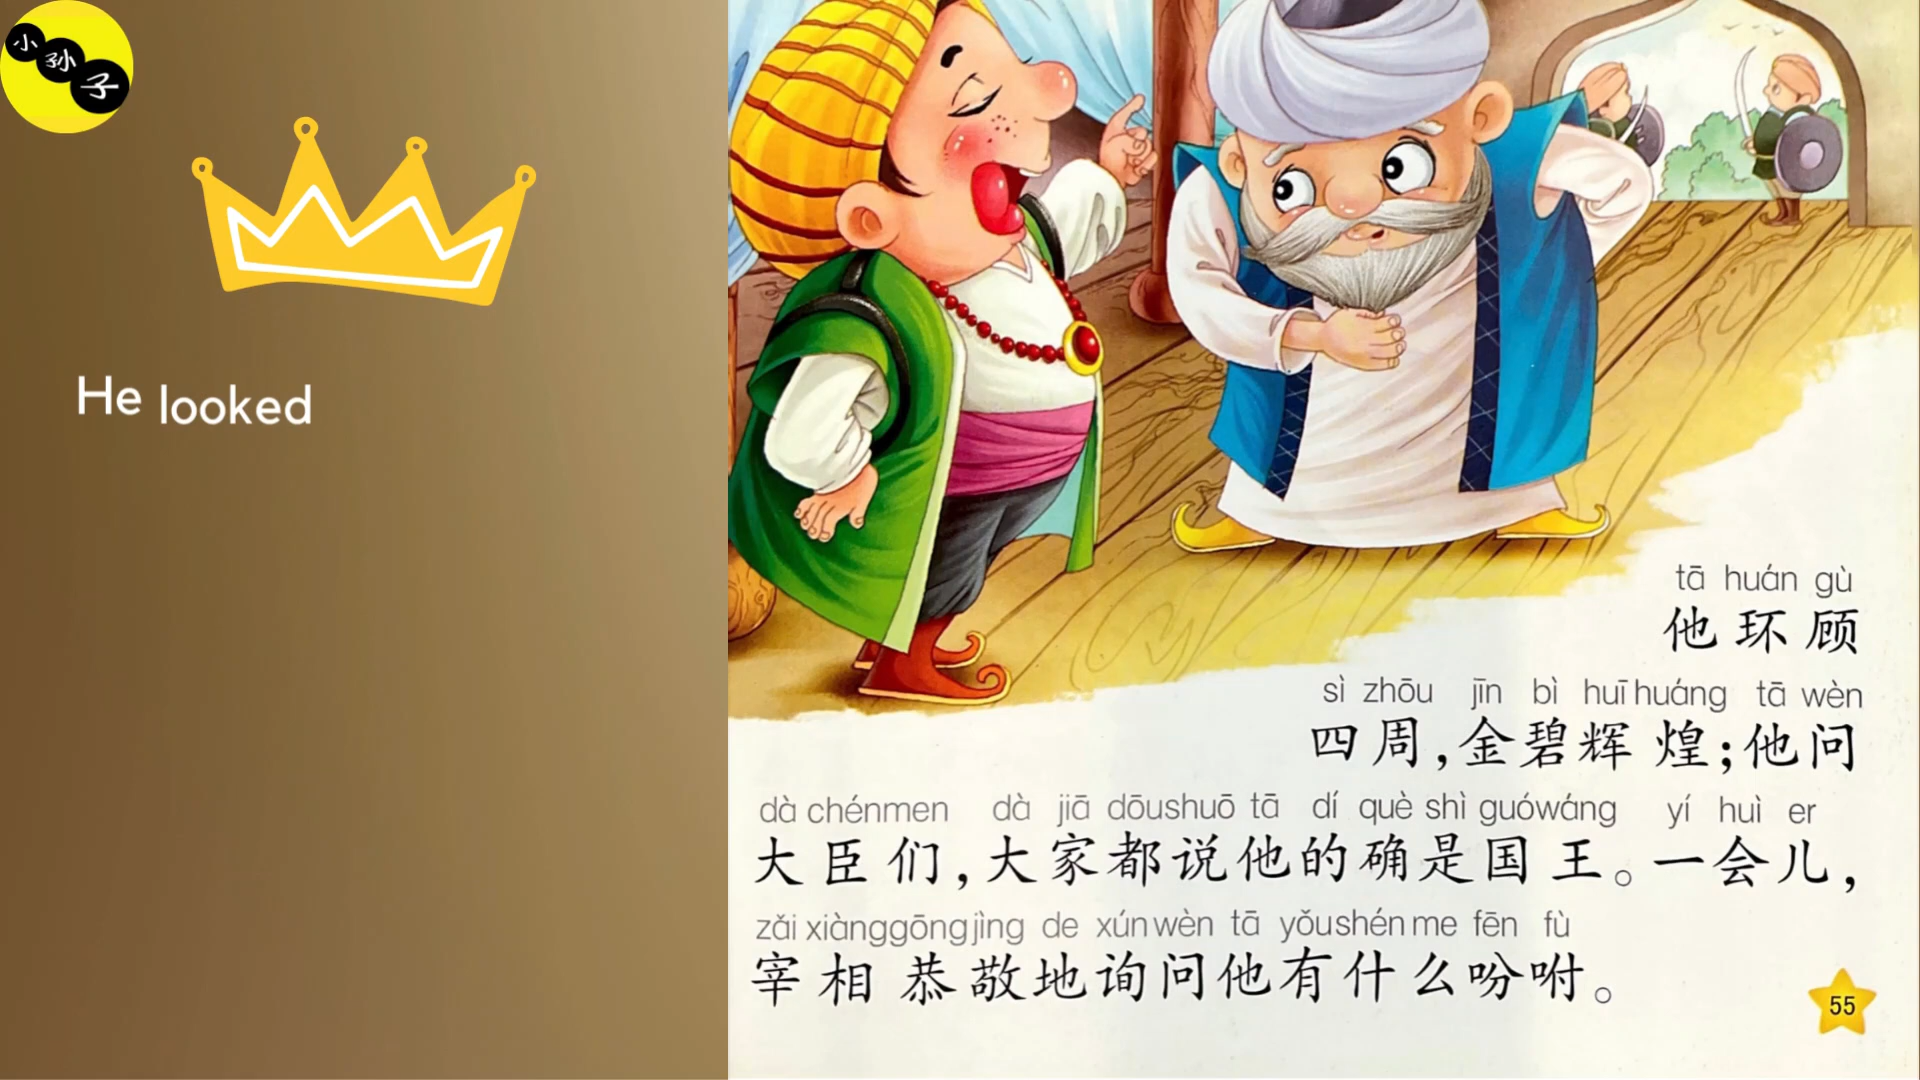 小孙子
He looked
tā huán gù
他环顾
sì zhōu jīn bì huī huáng tā wèn
四周,金碧辉煌;他问
dà chénmen dà jiā dōushuō tā dí què shì guówáng yí huì er
大臣们,大家都说他的确是国王。一会儿,
zǎi xiànggōngjìng de xúnwèn tā yǒushénme fēn fù
宰相恭敬地询问他有什么吩咐。
55